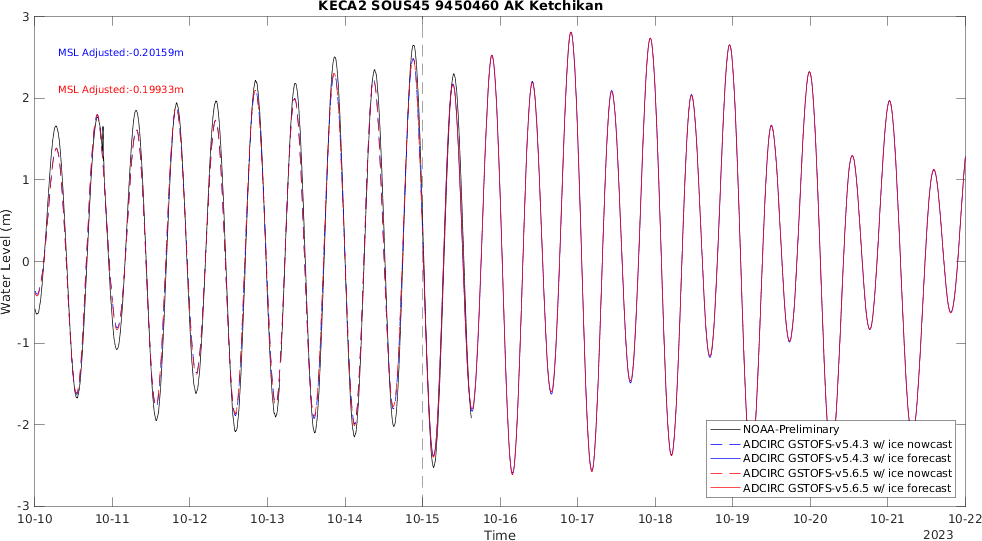 KECA2 SOUS45 9450460 AK Ketchikan
MSL Adjusted:-0.20159m
MSL Adjusted:-0.19933m
Water Level (m)
3
2
1
0
-1
-2
-3
NOAA-Preliminary
ADCIRC GSTOFS-v5.4.3 w/ ice nowcast
ADCIRC GSTOFS-v5.4.3 w/ ice forecast
ADCIRC GSTOFS-v5.6.5 w/ ice nowcast
ADCIRC GSTOFS-v5.6.5 w/ ice forecast
10-10 10-11 10-12 10-13 10-14 10-15 10-16 10-17 10-18 10-19 10-20 10-21 10-22
Time
2023